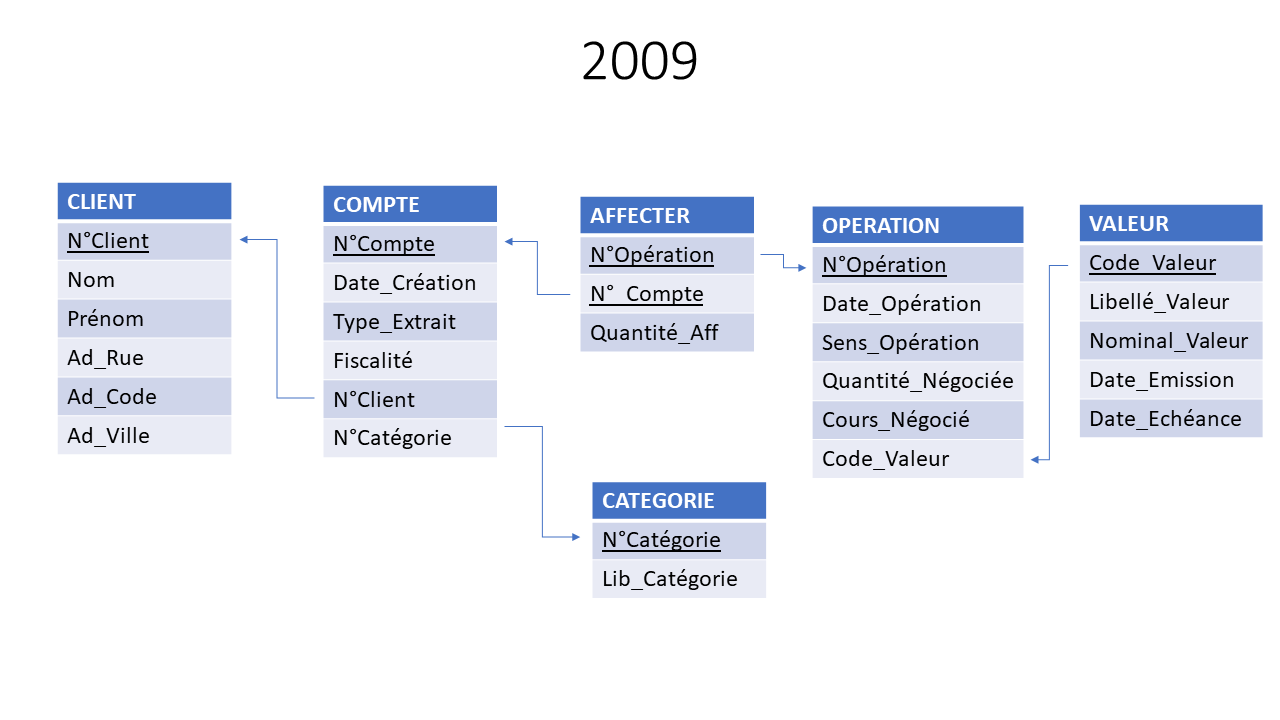 2009
CLIENT
N°Client
Nom
Prénom
Ad_Rue
Ad_Code
Ad_Ville
COMPTE
N°Compte
Date_Création
Type_Extrait
Fiscalité
N°Client
N°Catégorie
AFFECTER
N°Opération
N°_Compte
Quantité_Aff
CATEGORIE
N°Catégorie
Lib_Catégorie
OPERATION
N°Opération
Date_Opération
Sens_Opération
Quantité_Négociée
Cours_Négocié
Code_Valeur
VALEUR
Code_Valeur
Libellé_Valeur
Nominal_Valeur
Date_Emission
Date_Echéance